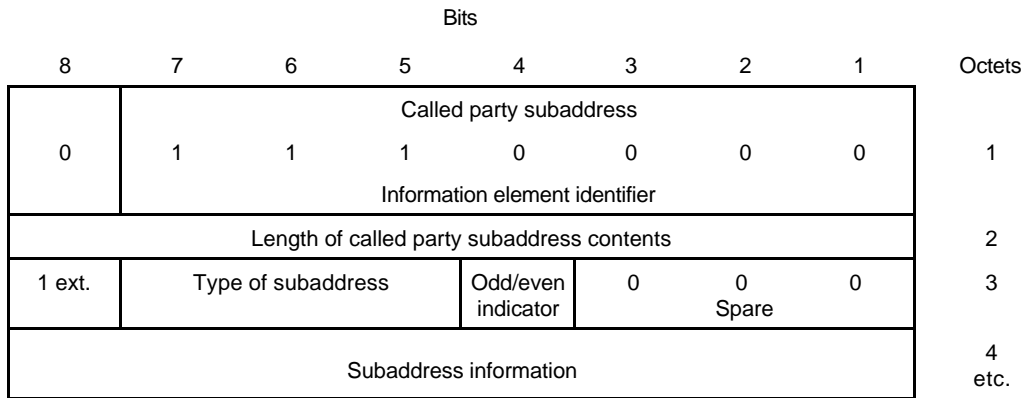 Bits
8 7 6 5 4 3 2 1 Octets
Called party subaddress
0 1 1 1 0 0 0 0 1
Information element identifier
Length of called party subaddress contents 2
1 ext. Type of subaddress Odd/even indicator 0 0 0 3
Spare
Subaddress information 4
etc.